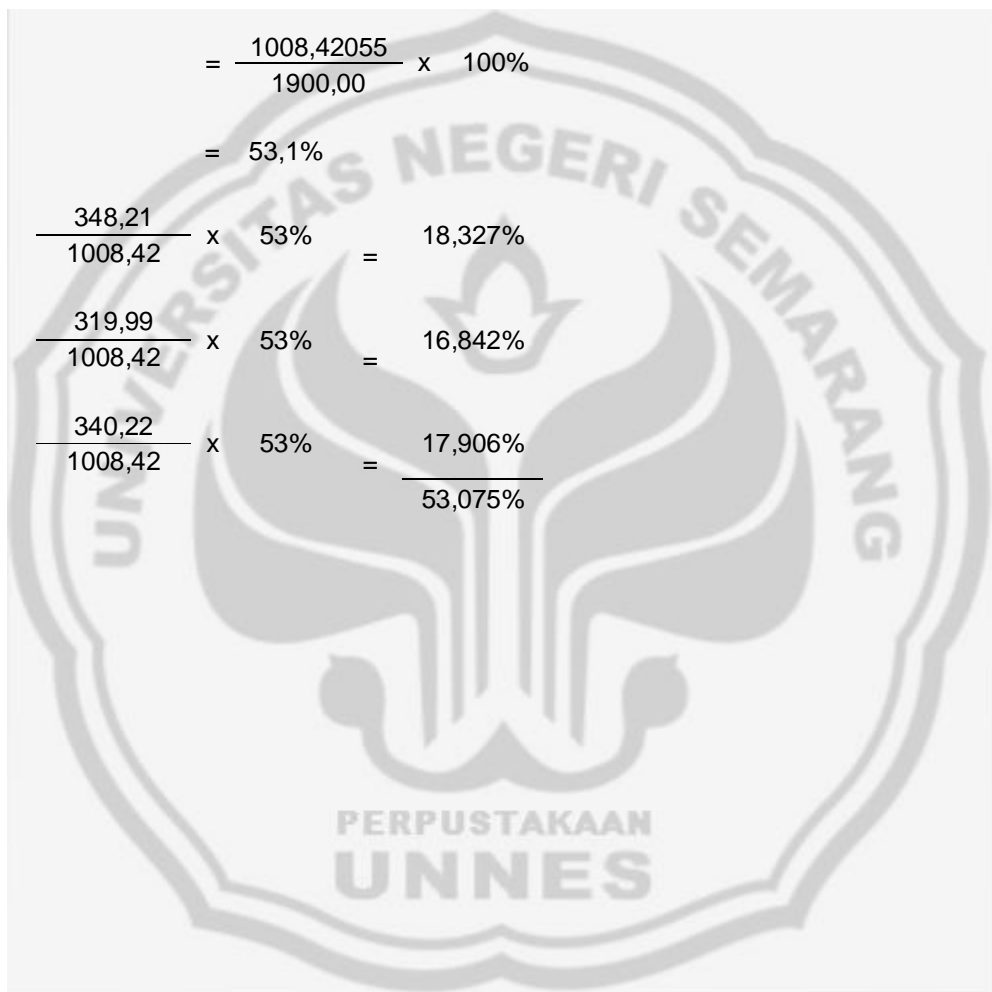 = 1008,42055 / 1900,00 x 100%
= 53,1%
348,21 / 1008,42 x 53% = 18,327%
319,99 / 1008,42 x 53% = 16,842%
340,22 / 1008,42 x 53% = 17,906%
53,075%
UNIVERSITAS NEGERI SEMARANG
PERPUSTAKAAN
UNNES